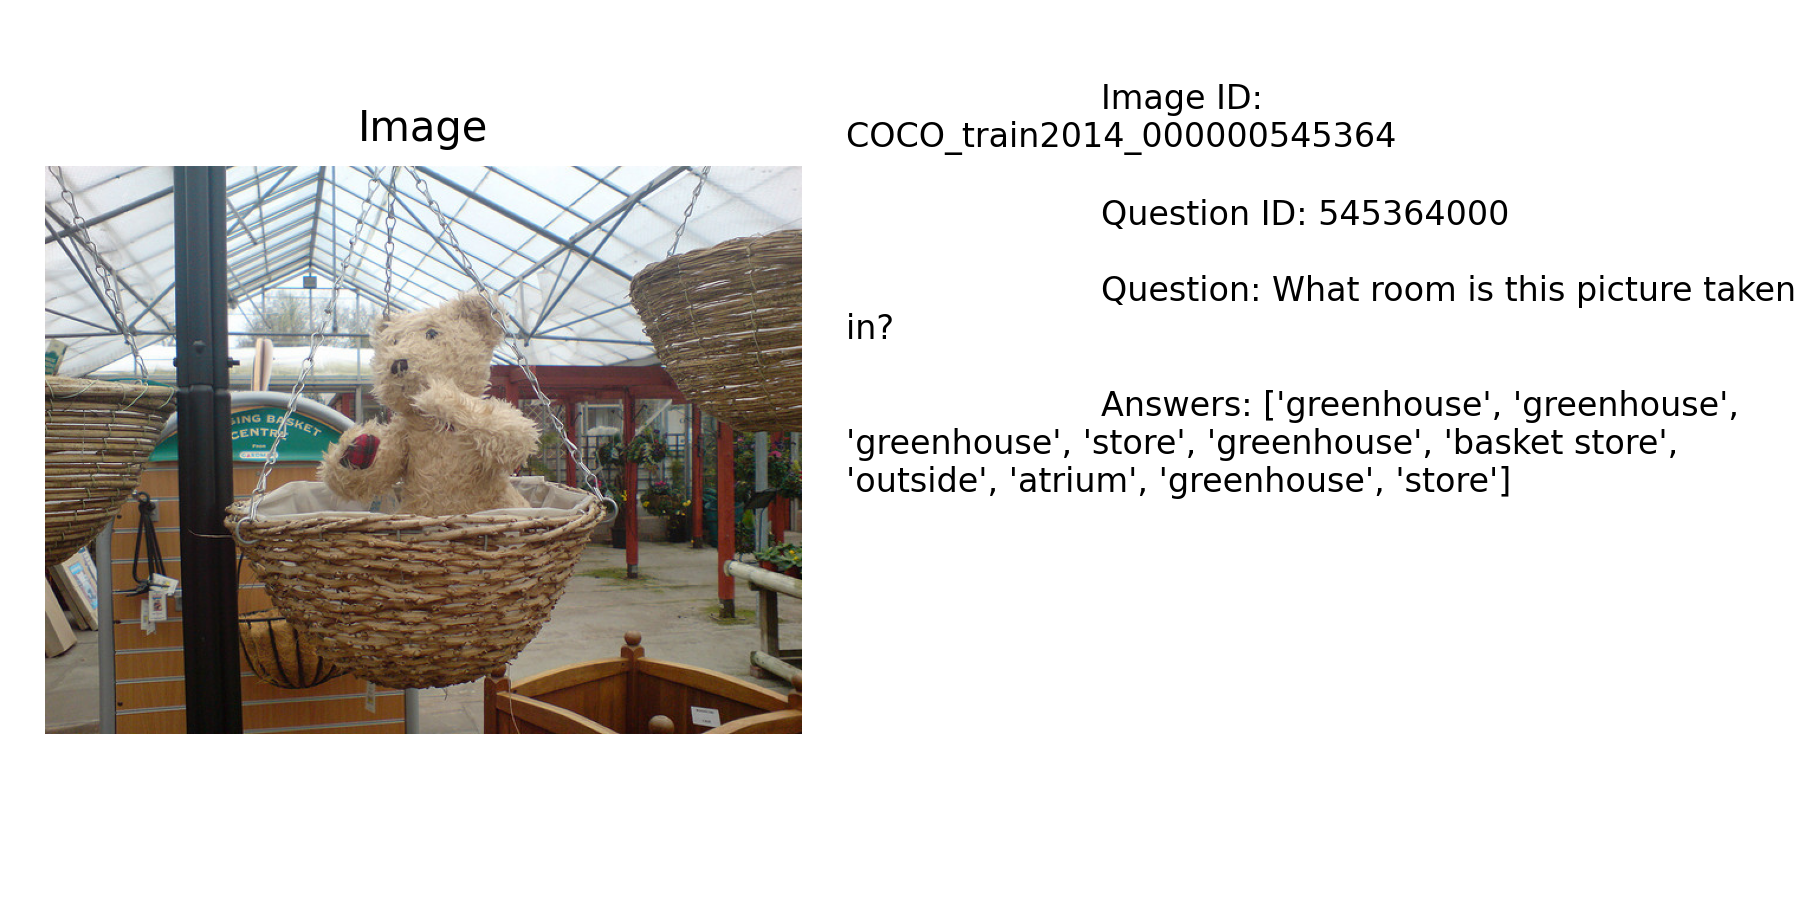 Image
Image ID:
COCO_train2014_000000545364
Question ID: 545364000
Question: What room is this picture taken
in?
Answers: ['greenhouse', 'greenhouse',
'greenhouse', 'store', 'greenhouse', 'basket store',
'outside', 'atrium', 'greenhouse', 'store']
BASKET
CENTRE